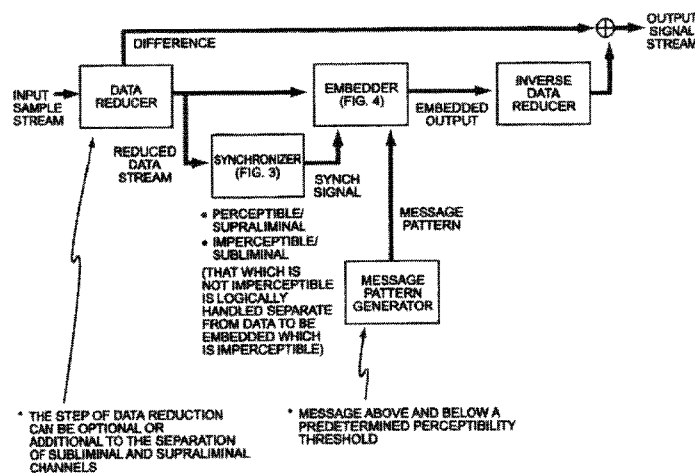 OUTPUT
SIGNAL
STREAM
DIFFERENCE
INPUT
SAMPLE
STREAM
DATA
REDUCER
EMBEDDER
(FIG. 4)
EMBEDDED
OUTPUT
INVERSE
DATA
REDUCER
REDUCED
DATA
STREAM
SYNCHRONIZER
(FIG. 3)
SYNCH
SIGNAL
• PERCEPTIBLE/
SUPRALIMINAL
• IMPERCEPTIBLE/
SUBLIMINAL
(THAT WHICH IS
NOT IMPERCEPTIBLE
IS LOGICALLY
HANDLED SEPARATE
FROM DATA TO BE
EMBEDDED WHICH
IS IMPERCEPTIBLE)
MESSAGE
PATTERN
MESSAGE
PATTERN
GENERATOR
* THE STEP OF DATA REDUCTION
CAN BE OPTIONAL OR
ADDITIONAL TO THE SEPARATION
OF SUBLIMINAL AND SUPRALIMINAL
CHANNELS
* MESSAGE ABOVE AND BELOW A
PREDETERMINED PERCEPTIBILITY
THRESHOLD